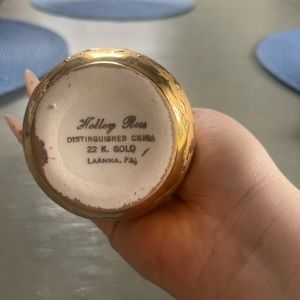 Holley Ross
DISTINGUISHED CHINA
22 K. GOLD
LAANNA, PA.